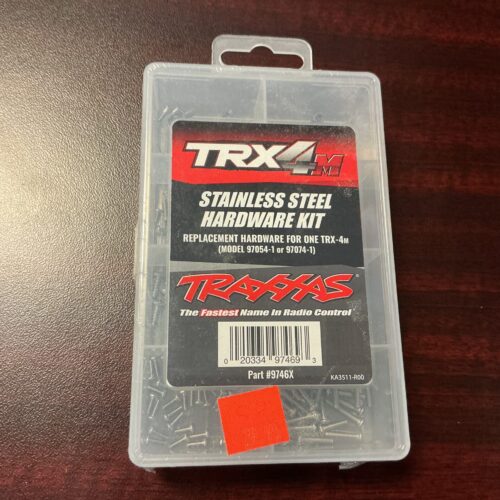 TRX4M
STAINLESS STEEL
HARDWARE KIT
REPLACEMENT HARDWARE FOR ONE TRX-4M
(MODEL 97054-1 or 97074-1)
TRAXXAS
The Fastest Name In Radio Control
0 20334 97469 3
Part #9746X
KA3511-R00